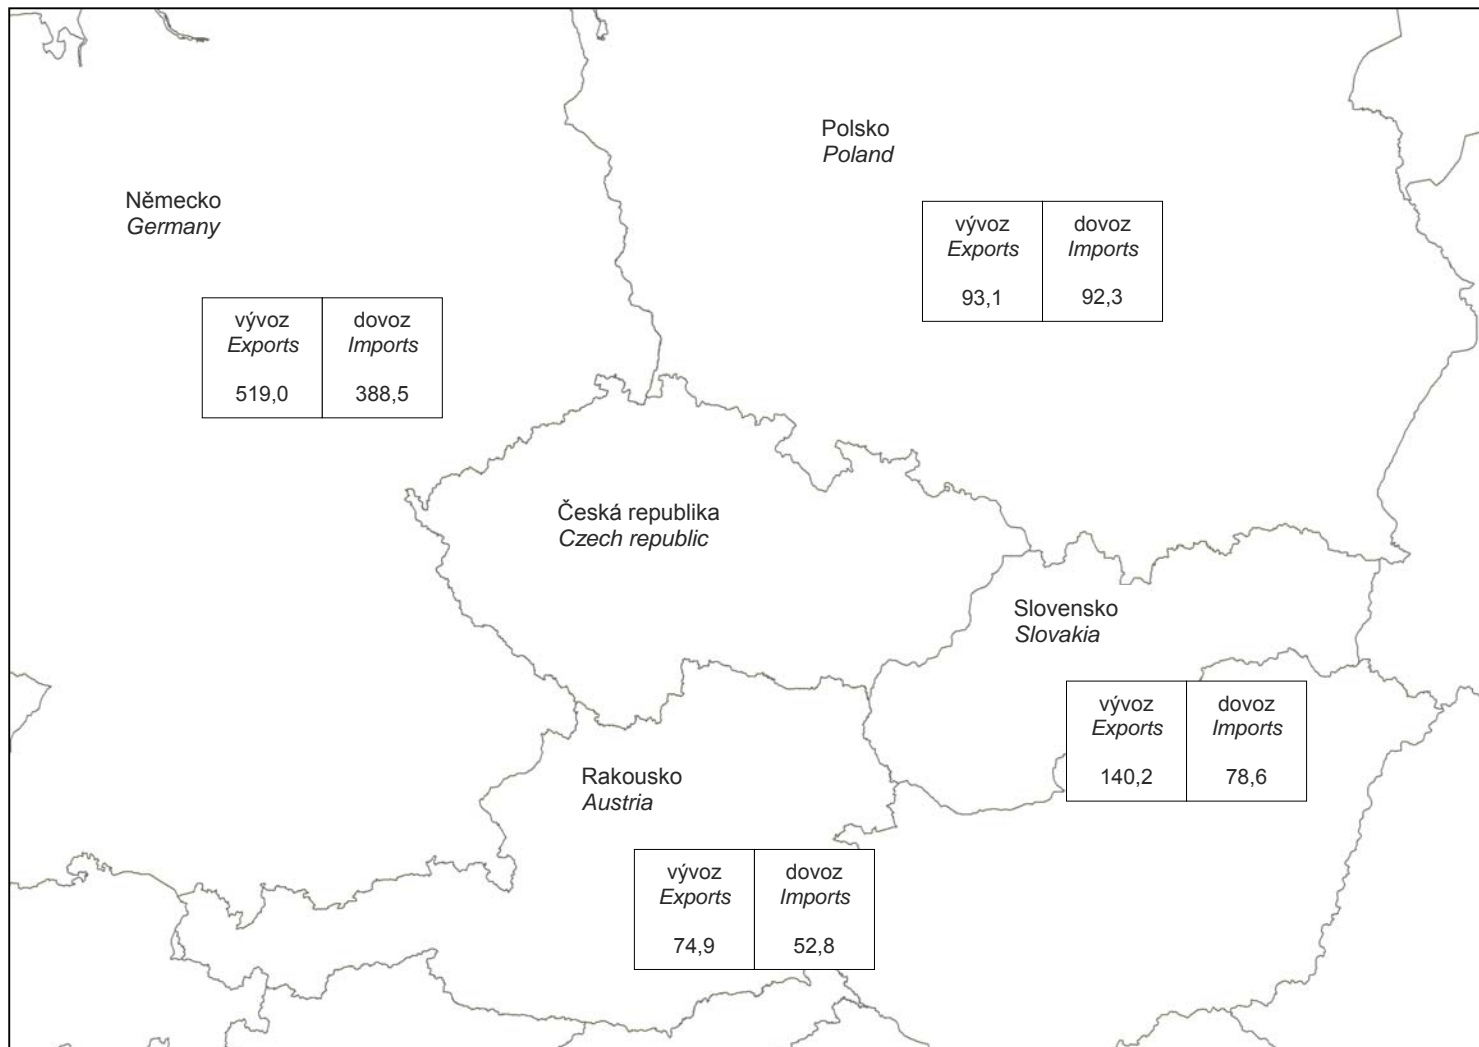 Polsko
Poland
Německo
Germany
vývoz
Exports
93,1
dovoz
Imports
92,3
vývoz
Exports
519,0
dovoz
Imports
388,5
Česká republika
Czech republic
Slovensko
Slovakia
vývoz
Exports
140,2
dovoz
Imports
78,6
Rakousko
Austria
vývoz
Exports
74,9
dovoz
Imports
52,8